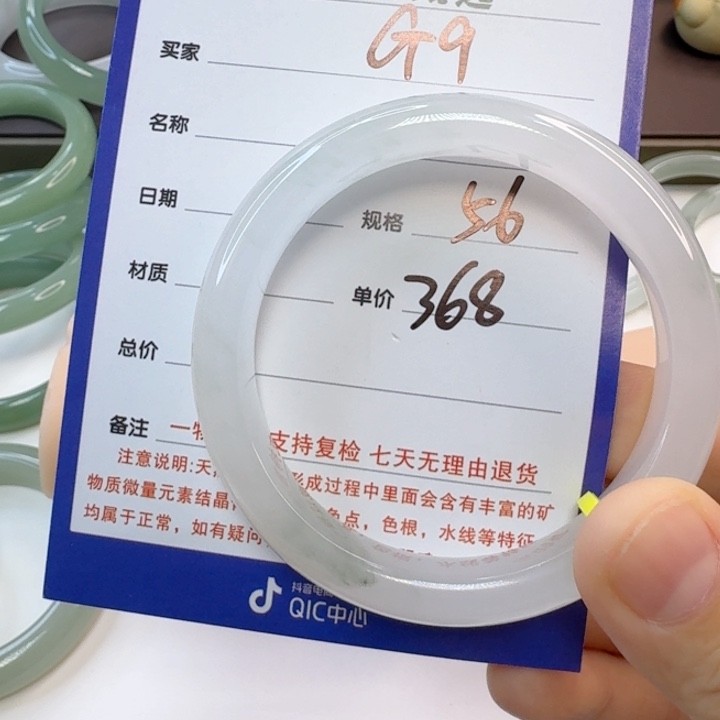 买家 G9
名称
日期
规格 56
材质
单价 368
总价
备注 一物 支持复检 七天无理由退货
注意说明:天 形成过程中里面会含有丰富的矿
物质微量元素结晶 色点，色根，水线等特征
均属于正常，如有疑问
抖音电商
QIC中心